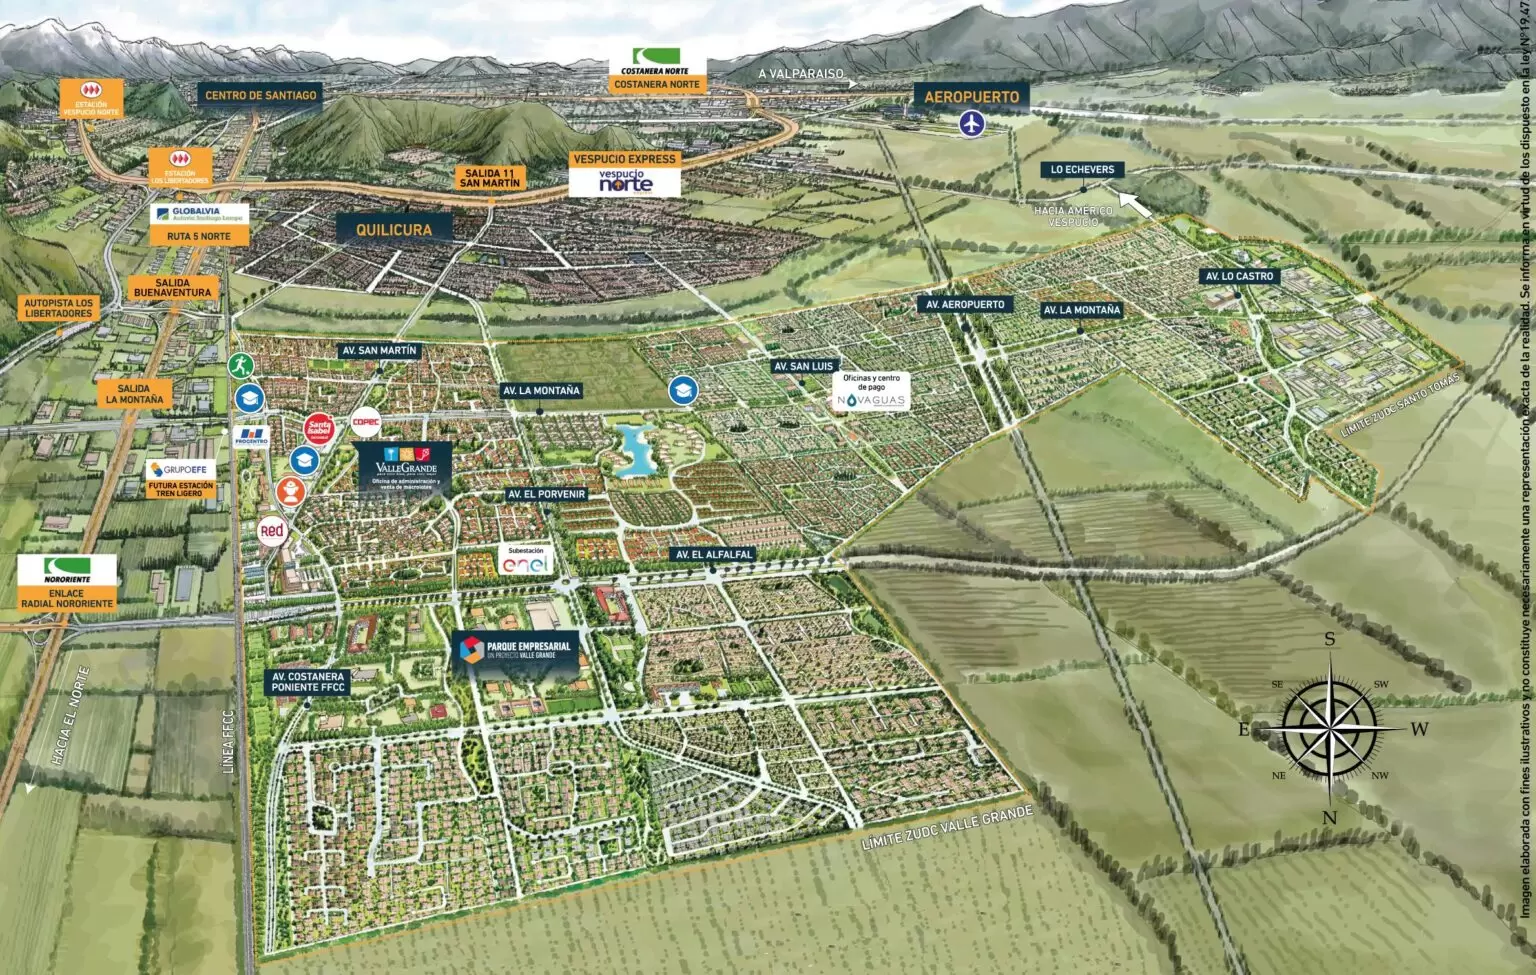 COSTANERA NORTE
COSTANERA NORTE
A VALPARAISO
AEROPUERTO
ESTACIÓN
VESPUCIO NORTE
CENTRO DE SANTIAGO
ESTACIÓN
LOS LIBERTADORES
SALIDA 11
SAN MARTÍN
VESPUCIO EXPRESS
vespucio
norte
LO ECHEVERS
HACIA AMÉRICO
VESPUCIO
GLOBALVIA
RUTA 5 NORTE
QUILICURA
SALIDA
BUENAVENTURA
AUTOPISTA LOS
LIBERTADORES
AV. LO CASTRO
AV. AEROPUERTO
AV. LA MONTAÑA
AV. SAN MARTÍN
AV. SAN LUIS
AV. LA MONTAÑA
SALIDA
LA MONTAÑA
Oficinas y centro
de pago
NOVAGUAS
LÍMITE ZUDC SANTO TOMÁS
Santa
Isabel
COPEC
PROCENTRO
VALLE GRANDE
Oficina de administración y
venta de macrolotes
GRUPOEFE
FUTURA ESTACIÓN
TREN LIGERO
AV. EL PORVENIR
Red
Subestación
enel
AV. EL ALFALFAL
NORORIENTE
ENLACE
RADIAL NORORIENTE
PARQUE EMPRESARIAL
UN PROYECTO VALLE GRANDE
AV. COSTANERA
PONIENTE FFCC
HACIA EL NORTE
LÍNEA FFCC
LÍMITE ZUDC VALLE GRANDE
S
SE
SW
E
W
NE
NW
N
Imagen elaborada con fines ilustrativos y no constituye necesariamente una representación exacta de la realidad. Se informa en virtud de los dispuesto en la ley N°19.47